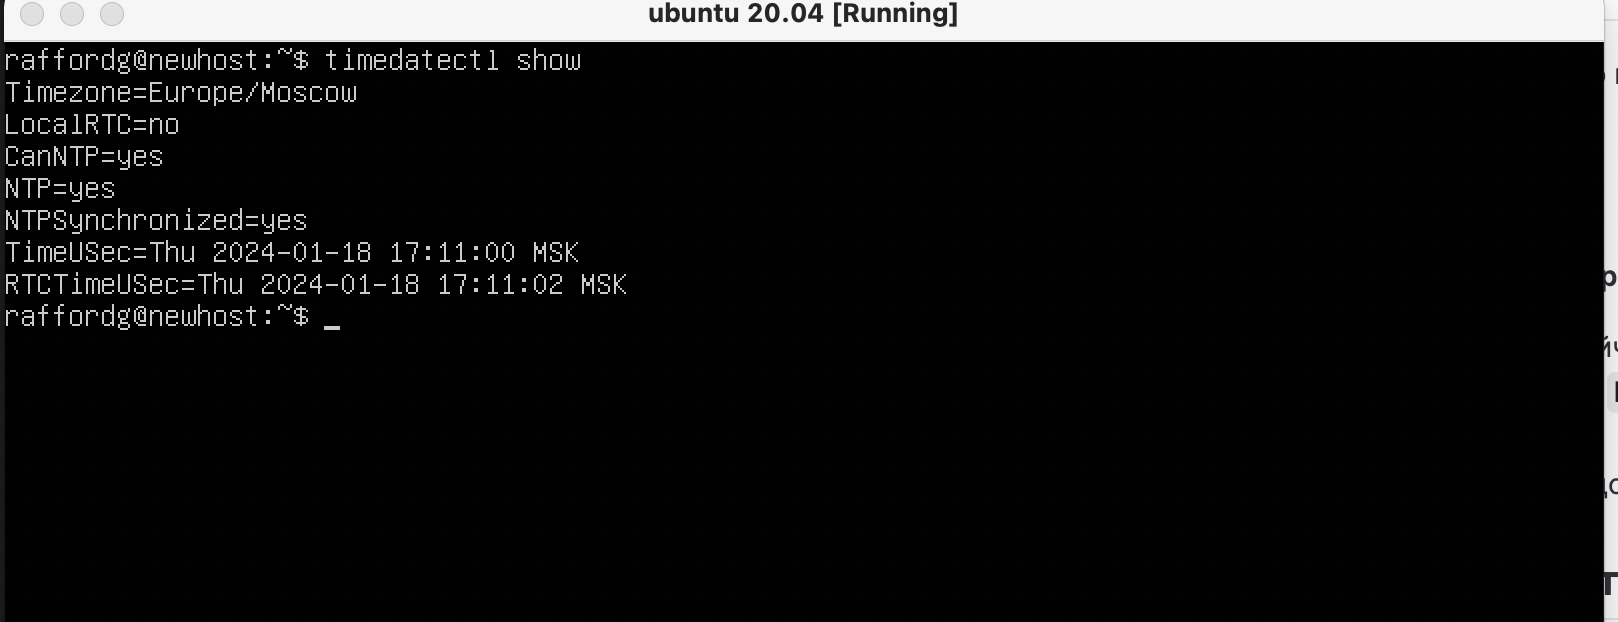 ubuntu 20.04 [Running]
raffordg@newhost:~$ timedatectl show
Timezone=Europe/Moscow
LocalRTC=no
CanNTP=yes
NTP=yes
NTPSynchronized=yes
TimeUSec=Thu 2024-01-18 17:11:00 MSK
RTCTimeUSec=Thu 2024-01-18 17:11:02 MSK
raffordg@newhost:~$ _